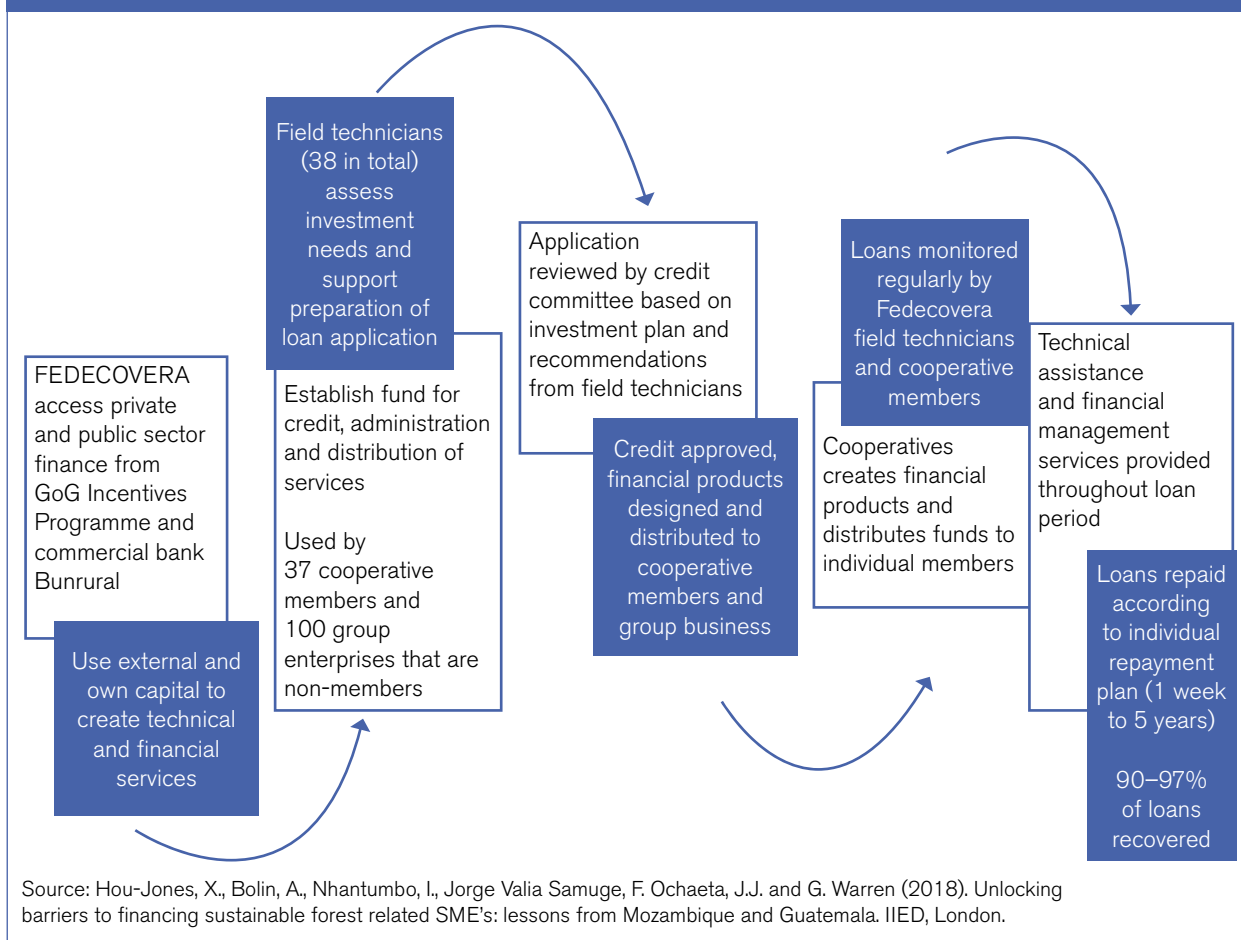 FEDECOVERA
access private
and public sector
finance from
GoG Incentives
Programme and
commercial bank
Bunrural
Use external and
own capital to
create technical
and financial
services
Field technicians
(38 in total)
assess
investment
needs and
support
preparation of
loan application
Establish fund for
credit, administration
and distribution of
services
Used by
37 cooperative
members and
100 group
enterprises that are
non-members
Application
reviewed by credit
committee based on
investment plan and
recommendations
from field technicians
Credit approved,
financial products
designed and
distributed to
cooperative
members and
group business
Loans monitored
regularly by
Fedecovera
field technicians
and cooperative
members
Cooperatives
creates financial
products and
distributes funds to
individual members
Technical
assistance
and financial
management
services provided
throughout loan
period
Loans repaid
according
to individual
repayment
plan (1 week
to 5 years)
90–97%
of loans
recovered
Source: Hou-Jones, X., Bolin, A., Nhantumbo, I., Jorge Valia Samuge, F. Ochaeta, J.J. and G. Warren (2018). Unlocking
barriers to financing sustainable forest related SME's: lessons from Mozambique and Guatemala. IIED, London.